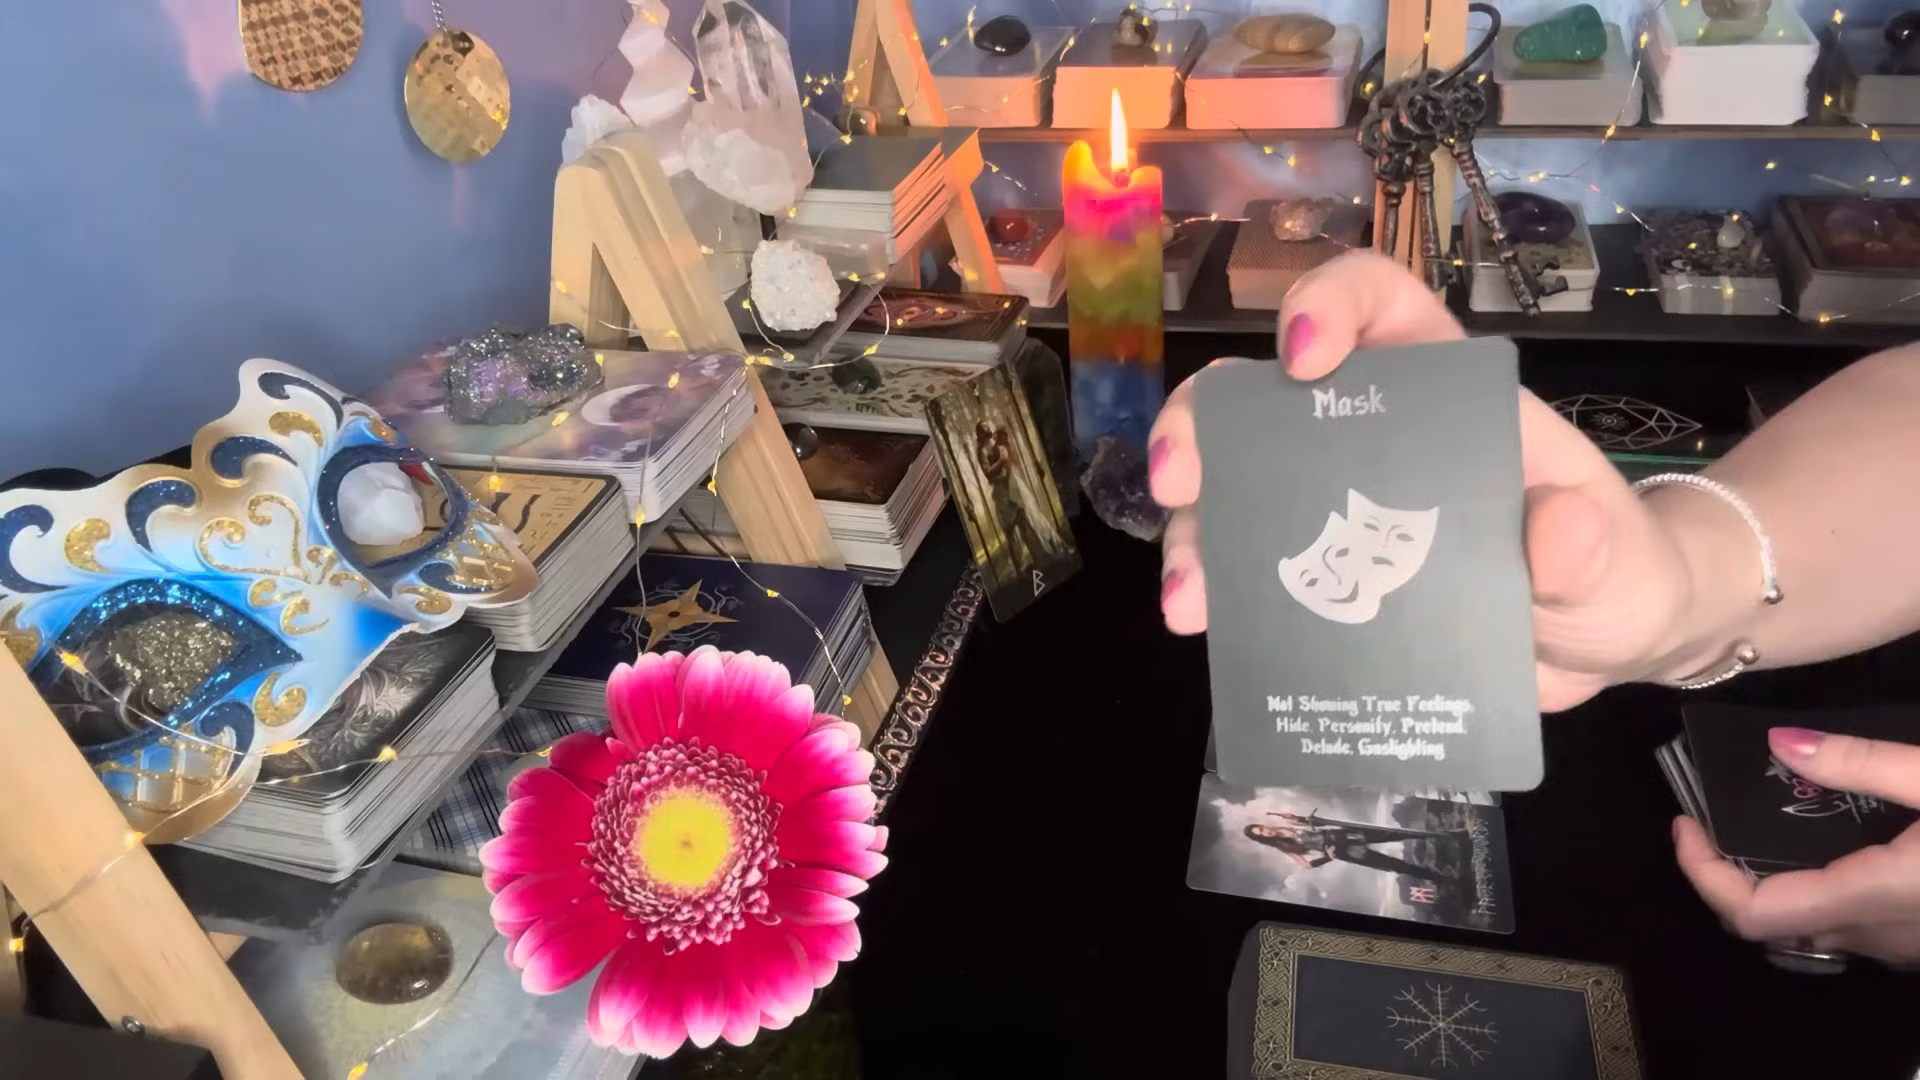 Mask
Not Showing True Feelings,
Hide, Personify, Pretend,
Delude, Gaslighting